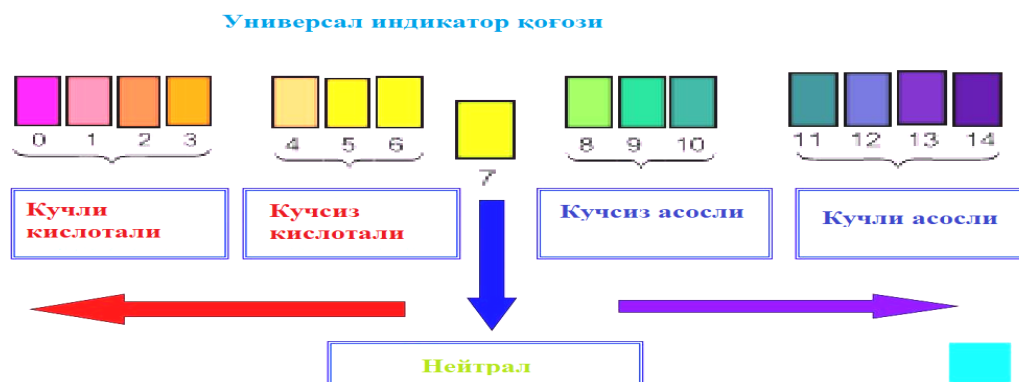 Универсал индикатор қоғози
0 1 2 3 4 5 6 7 8 9 10 11 12 13 14
Кучли
кислотали
Кучсиз
кислотали
Кучсиз асосли
Кучли асосли
Нейтрал